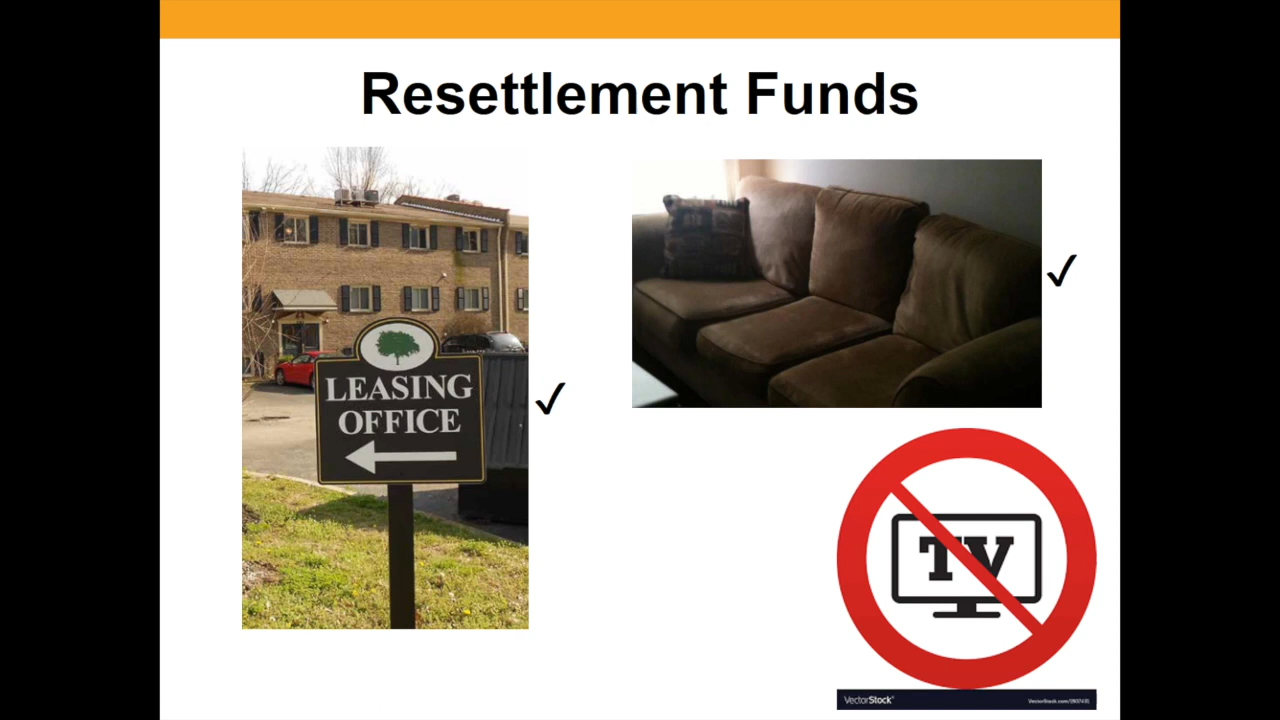 Resettlement Funds
LEASING
OFFICE
TV
VectorStock®